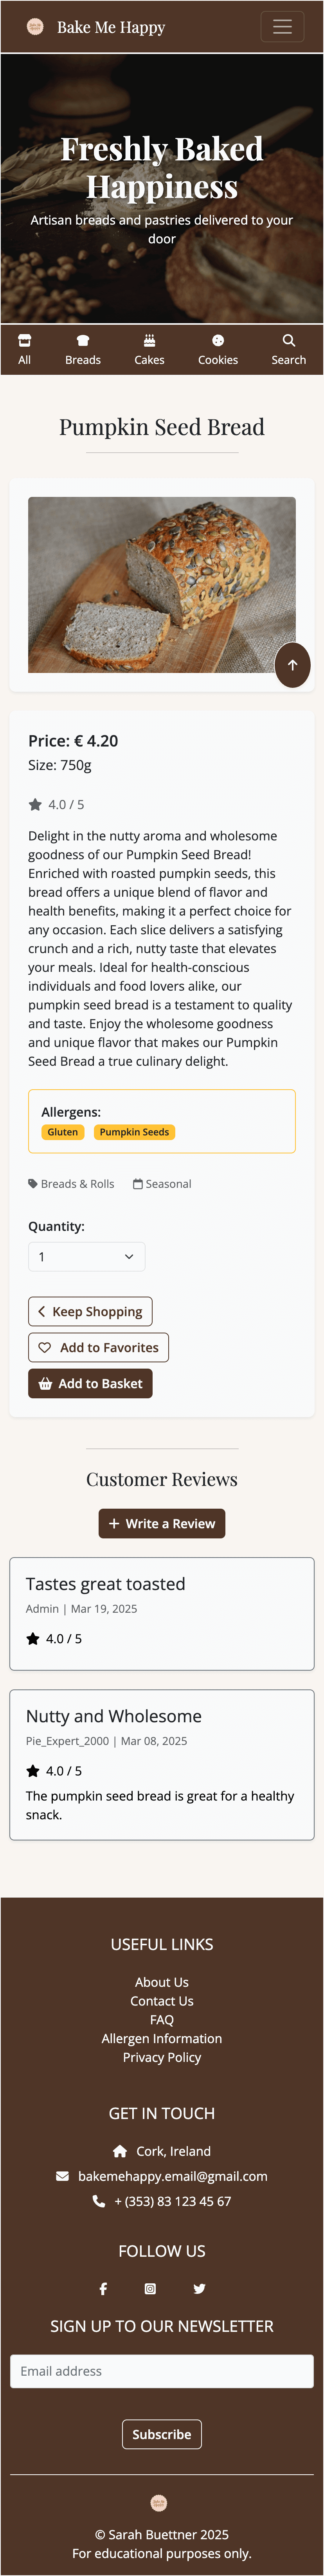 Bake Me Happy
Freshly Baked
Happiness
Artisan breads and pastries delivered to your
door
All
Breads
Cakes
Cookies
Search
Pumpkin Seed Bread
Price: € 4.20
Size: 750g
4.0 / 5
Delight in the nutty aroma and wholesome
goodness of our Pumpkin Seed Bread!
Enriched with roasted pumpkin seeds, this
bread offers a unique blend of flavor and
health benefits, making it a perfect choice for
any occasion. Each slice delivers a satisfying
crunch and a rich, nutty taste that elevates
your meals. Ideal for health-conscious
individuals and food lovers alike, our
pumpkin seed bread is a testament to quality
and taste. Enjoy the wholesome goodness
and unique flavor that makes our Pumpkin
Seed Bread a true culinary delight.
Allergens:
Gluten Pumpkin Seeds
Breads & Rolls Seasonal
Quantity:
1
Keep Shopping
Add to Favorites
Add to Basket
Customer Reviews
Write a Review
Tastes great toasted
Admin | Mar 19, 2025
4.0 / 5
Nutty and Wholesome
Pie_Expert_2000 | Mar 08, 2025
4.0 / 5
The pumpkin seed bread is great for a healthy
snack.
USEFUL LINKS
About Us
Contact Us
FAQ
Allergen Information
Privacy Policy
GET IN TOUCH
Cork, Ireland
bakemehappy.email@gmail.com
+ (353) 83 123 45 67
FOLLOW US
SIGN UP TO OUR NEWSLETTER
Email address
Subscribe
© Sarah Buettner 2025
For educational purposes only.